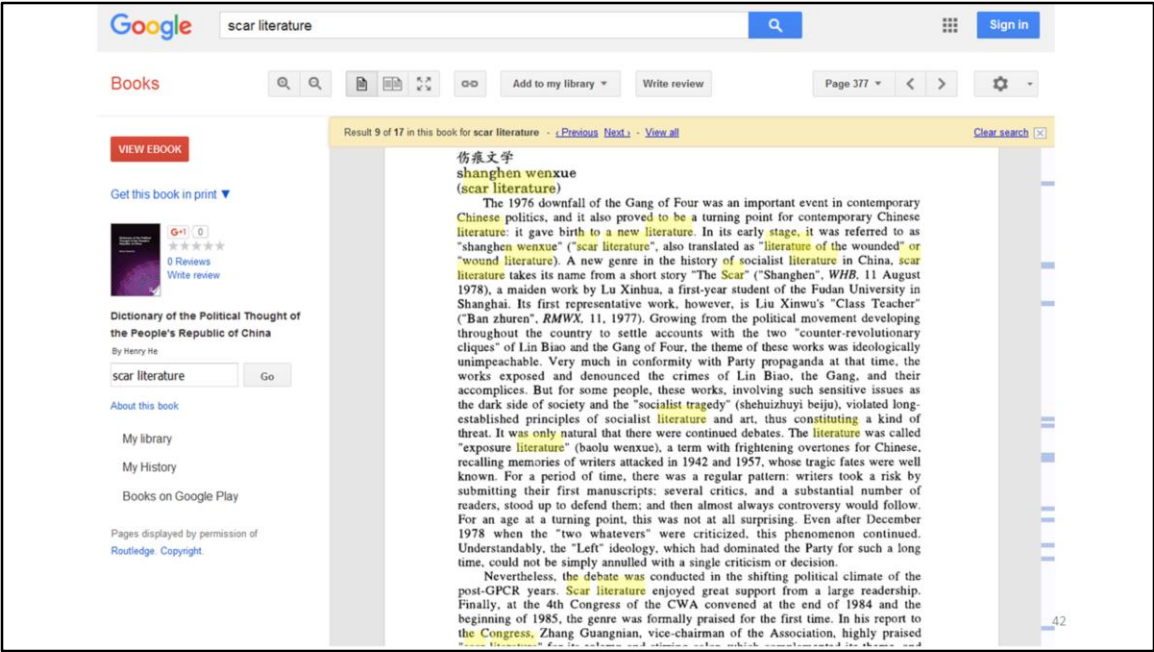 Google
scar literature
Sign in
Books
Add to my library
Write review
Page 377
Result 9 of 17 in this book for scar literature - ‹ Previous Next › - View all
Clear search
VIEW EBOOK
Get this book in print ▼
G+1 0
0 Reviews
Write review
Dictionary of the Political Thought of
the People's Republic of China
By Henry He
scar literature
Go
About this book
My library
My History
Books on Google Play
Pages displayed by permission of
Routledge. Copyright.
伤痕文学
shanghen wenxue
(scar literature)
The 1976 downfall of the Gang of Four was an important event in contemporary
Chinese politics, and it also proved to be a turning point for contemporary Chinese
literature: it gave birth to a new literature. In its early stage, it was referred to as
"shanghen wenxue" ("scar literature", also translated as "literature of the wounded" or
"wound literature). A new genre in the history of socialist literature in China, scar
literature takes its name from a short story "The Scar" ("Shanghen", WHB, 11 August
1978), a maiden work by Lu Xinhua, a first-year student of the Fudan University in
Shanghai. Its first representative work, however, is Liu Xinwu's "Class Teacher"
("Ban zhuren", RMWX, 11, 1977). Growing from the political movement developing
throughout the country to settle accounts with the two "counter-revolutionary
cliques" of Lin Biao and the Gang of Four, the theme of these works was ideologically
unimpeachable. Very much in conformity with Party propaganda at that time, the
works exposed and denounced the crimes of Lin Biao, the Gang, and their
accomplices. But for some people, these works, involving such sensitive issues as
the dark side of society and the "socialist tragedy" (shehuizhuyi beiju), violated long-
established principles of socialist literature and art, thus constituting a kind of
threat. It was only natural that there were continued debates. The literature was called
"exposure literature" (baolu wenxue), a term with frightening overtones for Chinese,
recalling memories of writers attacked in 1942 and 1957, whose tragic fates were well
known. For a period of time, there was a regular pattern: writers took a risk by
submitting their first manuscripts; several critics, and a substantial number of
readers, stood up to defend them; and then almost always controversy would follow.
For an age at a turning point, this was not at all surprising. Even after December
1978 when the "two whatevers" were criticized, this phenomenon continued.
Understandably, the "Left" ideology, which had dominated the Party for such a long
time, could not be simply annulled with a single criticism or decision.
Nevertheless, the debate was conducted in the shifting political climate of the
post-GPCR years. Scar literature enjoyed great support from a large readership.
Finally, at the 4th Congress of the CWA convened at the end of 1984 and the
beginning of 1985, the genre was formally praised for the first time. In his report to
the Congress, Zhang Guangnian, vice-chairman of the Association, highly praised
42